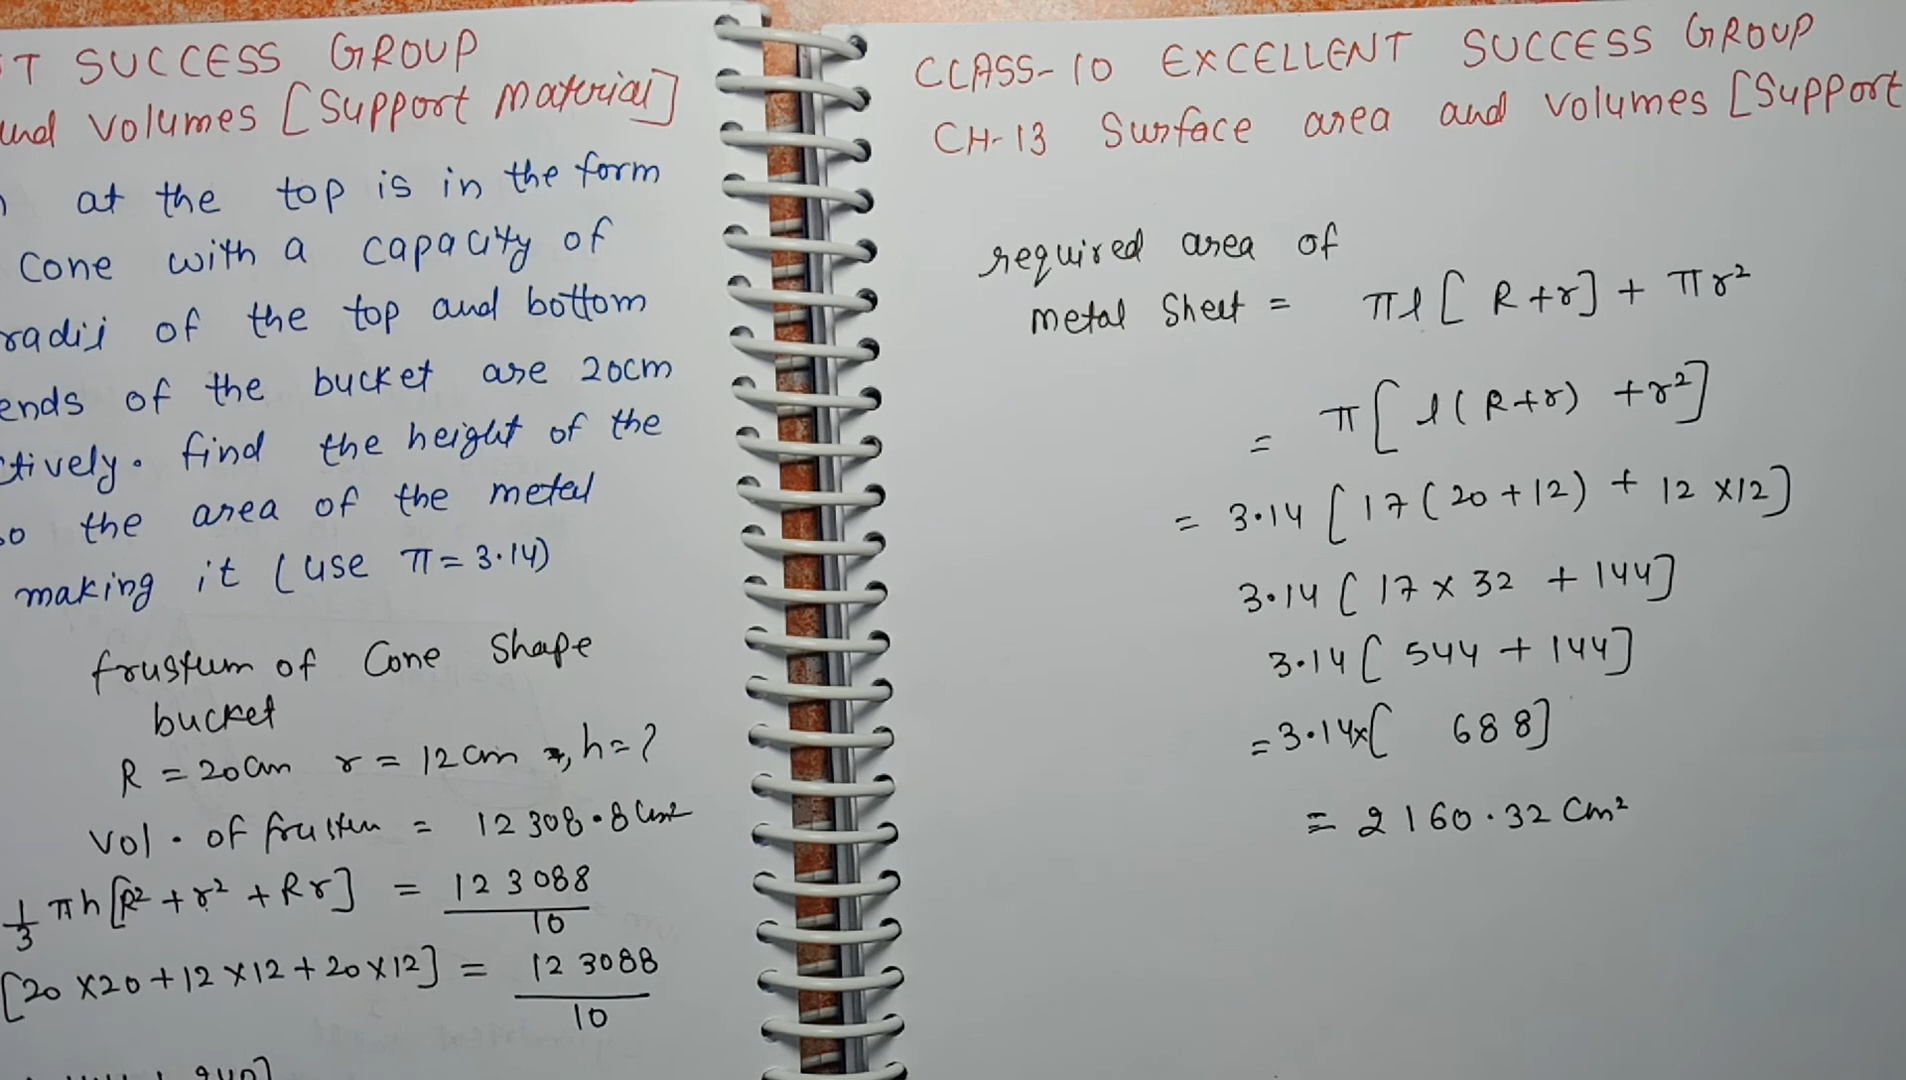 T SUCCESS GROUP
and volumes [Support Material]
at the top is in the form
Cone with a capacity of
radii of the top and bottom
ends of the bucket are 20cm
ctively. find the height of the
so the area of the metal
making it (use π = 3.14)
frustum of Cone Shape
bucket
R = 20cm r = 12cm , h = ?
Vol. of frustum = 12308.8 cm²
1/3 πh [R² + r² + Rr] = 123088/10
[20 × 20 + 12 × 12 + 20 × 12] = 123088/10
CLASS-10 EXCELLENT SUCCESS GROUP
CH-13 Surface area and volumes [Support
required area of
metal Sheet = πl [ R + r] + πr²
= π [ l (R+r) + r²]
= 3.14 [ 17 ( 20 + 12) + 12 × 12]
3.14 [ 17 × 32 + 144]
3.14 [ 544 + 144]
= 3.14 × [ 688]
= 2160.32 Cm²